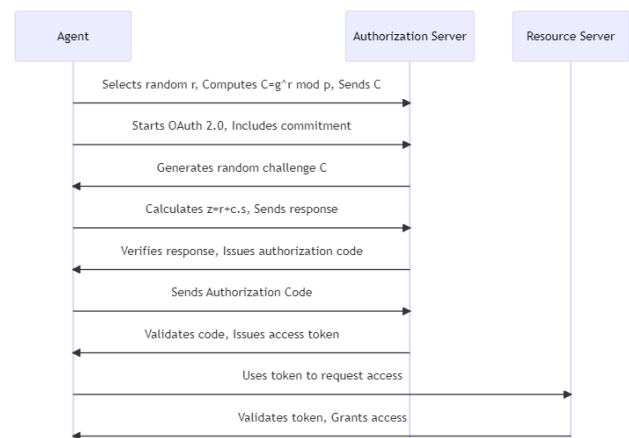 Agent
Authorization Server
Resource Server
Selects random r, Computes C=g^r mod p, Sends C
Starts OAuth 2.0, Includes commitment
Generates random challenge C
Calculates z=r+c.s, Sends response
Verifies response, Issues authorization code
Sends Authorization Code
Validates code, Issues access token
Uses token to request access
Validates token, Grants access